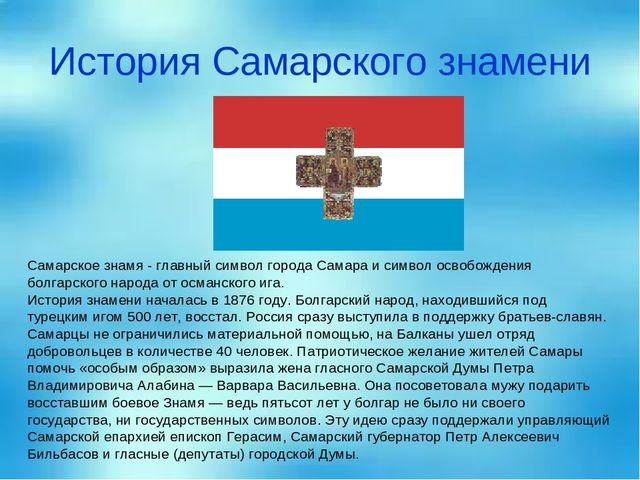 История Самарского знамени
Самарское знамя - главный символ города Самара и символ освобождения
болгарского народа от османского ига.
История знамени началась в 1876 году. Болгарский народ, находившийся под
турецким игом 500 лет, восстал. Россия сразу выступила в поддержку братьев-славян.
Самарцы не ограничились материальной помощью, на Балканы ушел отряд
добровольцев в количестве 40 человек. Патриотическое желание жителей Самары
помочь «особым образом» выразила жена гласного Самарской Думы Петра
Владимировича Алабина — Варвара Васильевна. Она посоветовала мужу подарить
восставшим боевое Знамя — ведь пятьсот лет у болгар не было ни своего
государства, ни государственных символов. Эту идею сразу поддержали управляющий
Самарской епархией епископ Герасим, Самарский губернатор Петр Алексеевич
Бильбасов и гласные (депутаты) городской Думы.